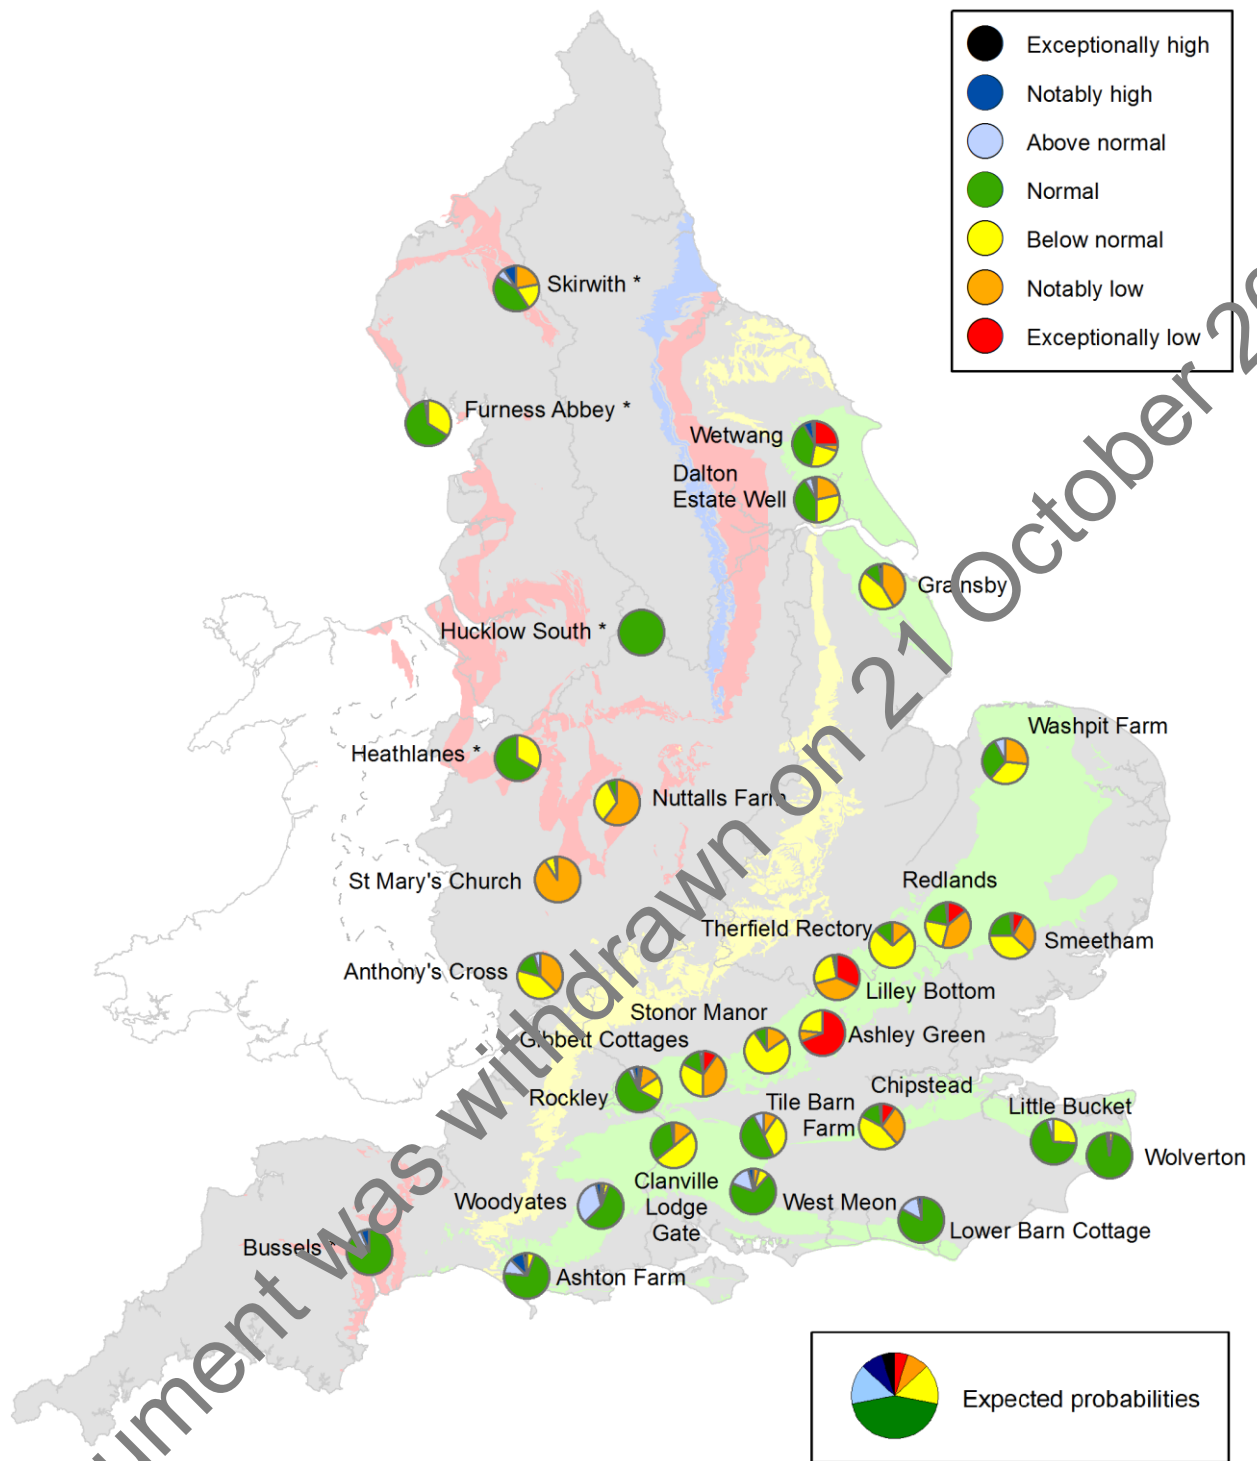 Exceptionally high
Notably high
Above normal
Normal
Below normal
Notably low
Exceptionally low
Skirwith *
Furness Abbey *
Wetwang
Dalton
Estate Well
Grainsby
Hucklow South *
Heathlanes *
Washpit Farm
Nuttalls Farm
St Mary's Church
Redlands
Therfield Rectory
Smeetham
Anthony's Cross
Lilley Bottom
Stonor Manor
Gibbett Cottages
Ashley Green
Chipstead
Rockley
Tile Barn
Farm
Little Bucket
Wolverton
Clanville
Lodge
Gate
Woodyates
West Meon
Lower Barn Cottage
Bussels *
Ashton Farm
Expected probabilities
ument was withdrawn on 21 October 20